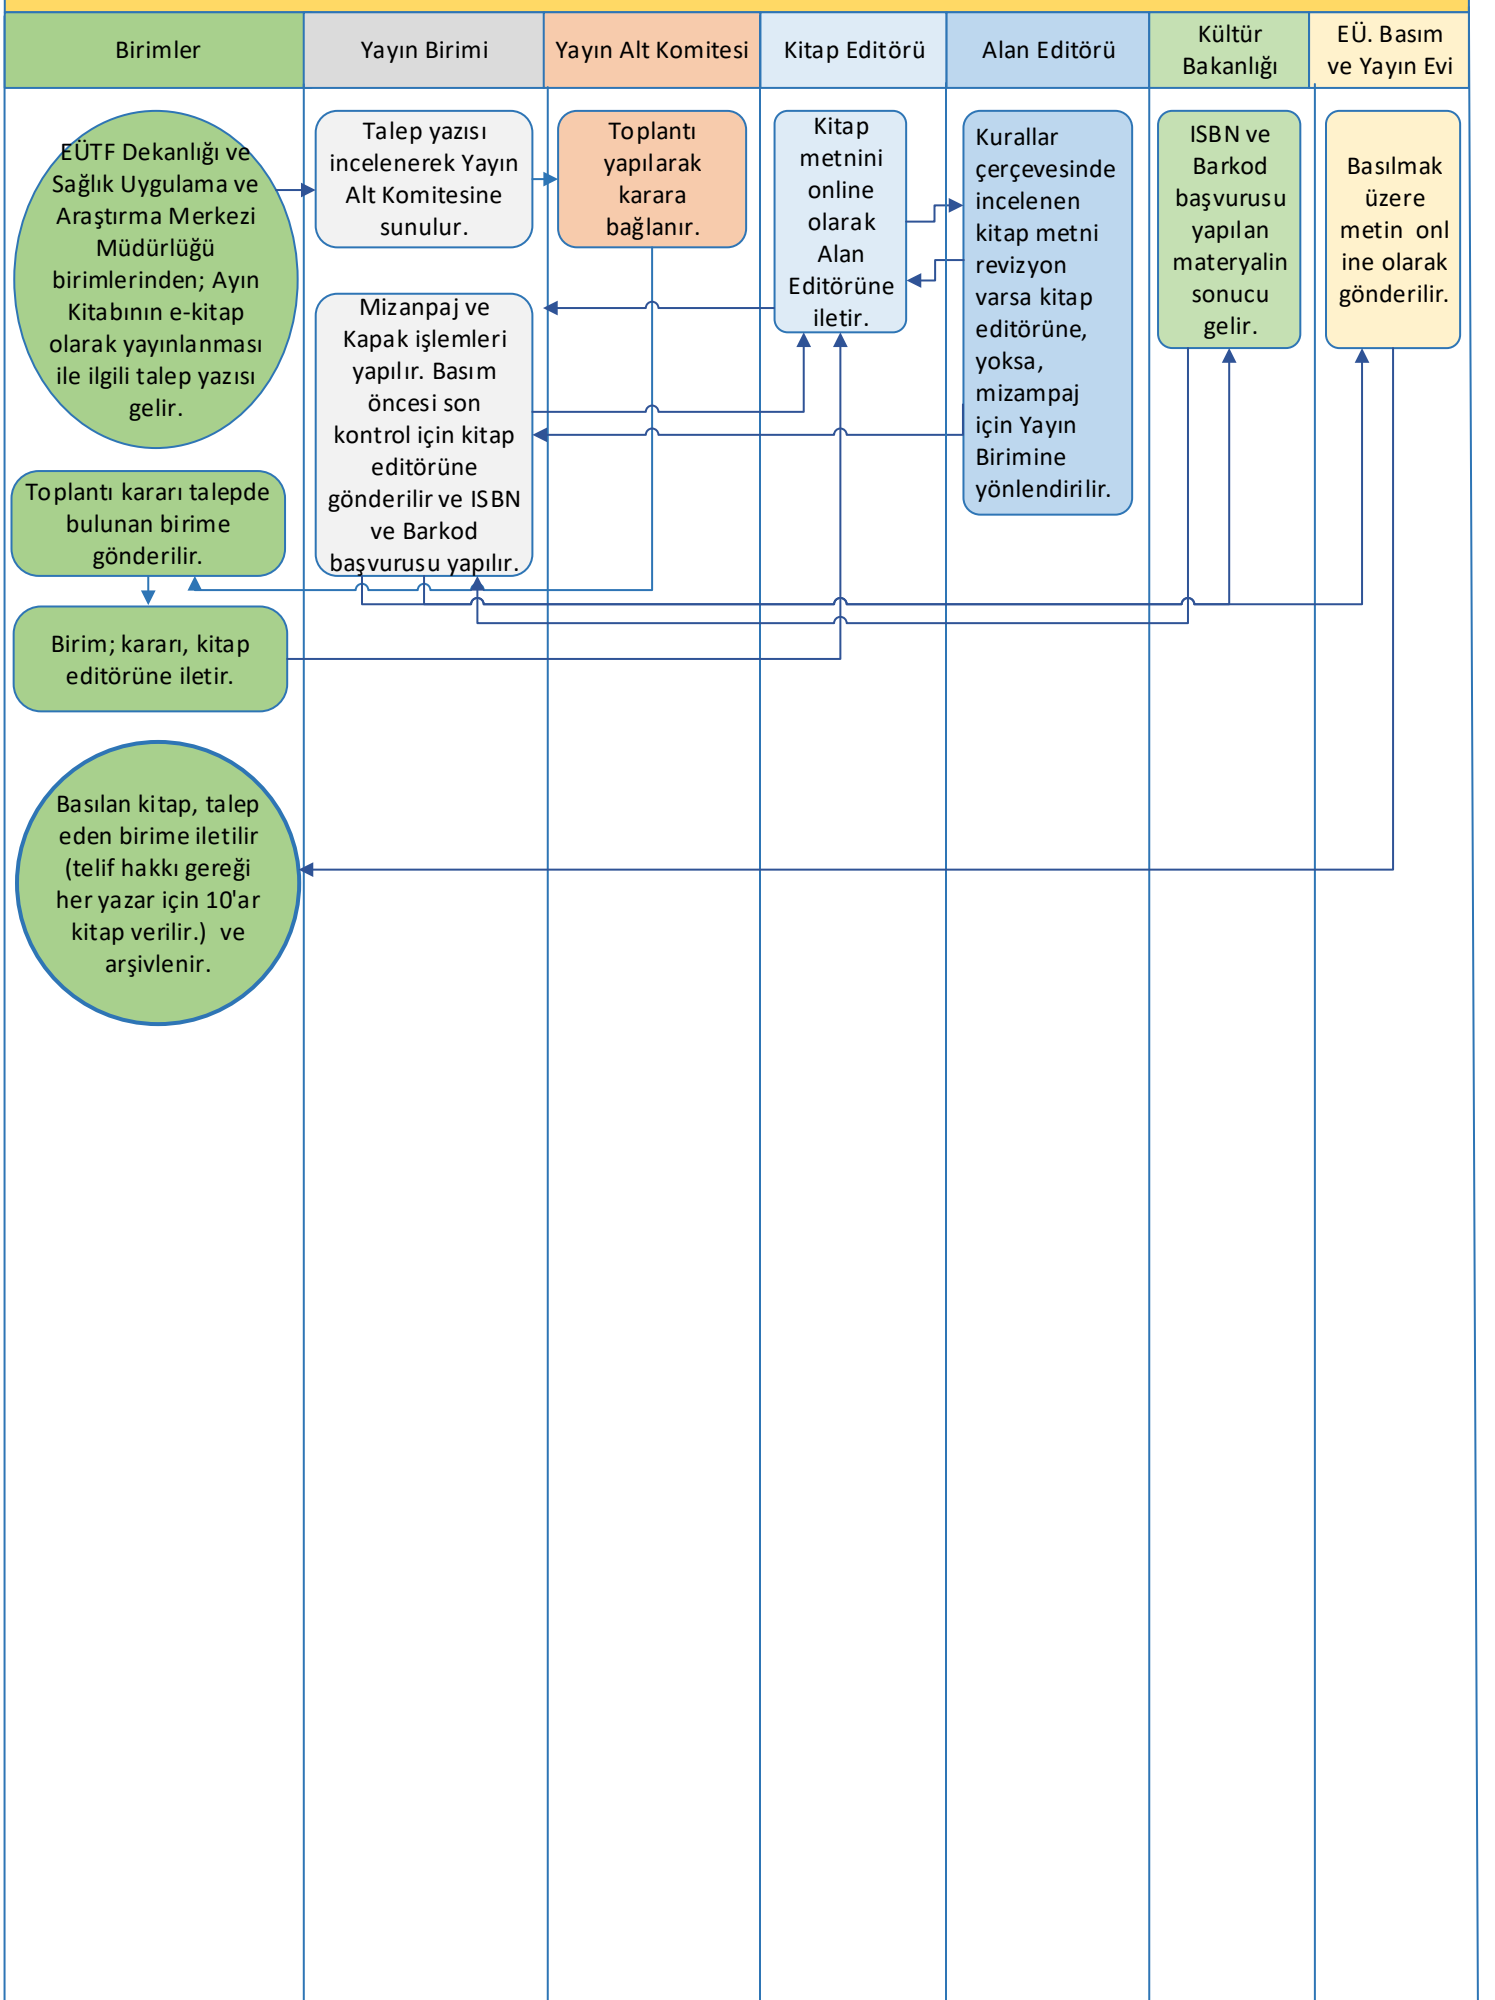 Birimler
Yayın Birimi
Yayın Alt Komitesi
Kitap Editörü
Alan Editörü
Kültür
Bakanlığı
EÜ. Basım
ve Yayın Evi
EÜTF Dekanlığı ve
Sağlık Uygulama ve
Araştırma Merkezi
Müdürlüğü
birimlerinden; Ayın
Kitabının e-kitap
olarak yayınlanması
ile ilgili talep yazısı
gelir.
Talep yazısı
incelenerek Yayın
Alt Komitesine
sunulur.
Toplantı
yapılarak
karara
bağlanır.
Kitap
metnini
online
olarak
Alan
Editörüne
iletir.
Kurallar
çerçevesinde
incelenen
kitap metni
revizyon
varsa kitap
editörüne,
yoksa,
mizampaj
için Yayın
Birimine
yönlendirilir.
ISBN ve
Barkod
başvurusu
yapılan
materyalin
sonucu
gelir.
Basılmak
üzere
metin onl
ine olarak
gönderilir.
Mizanpaj ve
Kapak işlemleri
yapılır. Basım
öncesi son
kontrol için kitap
editörüne
gönderilir ve ISBN
ve Barkod
başvurusu yapılır.
Toplantı kararı talepde
bulunan birime
gönderilir.
Birim; kararı, kitap
editörüne iletir.
Basılan kitap, talep
eden birime iletilir
(telif hakkı gereği
her yazar için 10'ar
kitap verilir.) ve
arşivlenir.